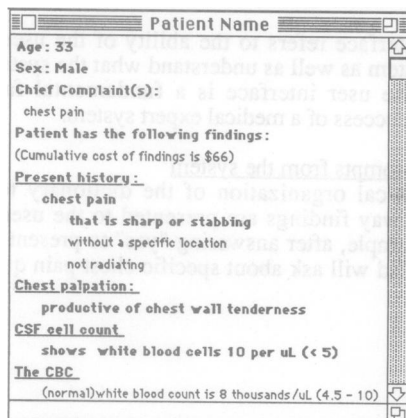 Patient Name
Age: 33
Sex: Male
Chief Complaint(s):
chest pain
Patient has the following findings:
(Cumulative cost of findings is $66)
Present history:
chest pain
that is sharp or stabbing
without a specific location
not radiating
Chest palpation:
productive of chest wall tenderness
CSF cell count
shows white blood cells 10 per uL (< 5)
The CBC
(normal)white blood count is 8 thousands/uL (4.5 - 10)